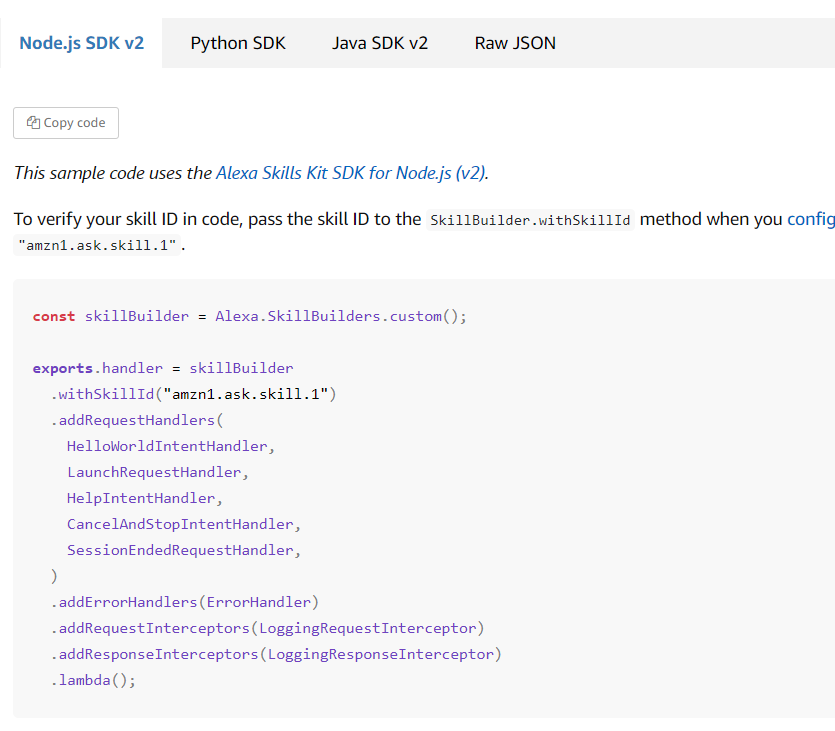 Node.js SDK v2 Python SDK Java SDK v2 Raw JSON
Copy code
This sample code uses the Alexa Skills Kit SDK for Node.js (v2).
To verify your skill ID in code, pass the skill ID to the SkillBuilder.withSkillId method when you config
"amzn1.ask.skill.1".
const skillBuilder = Alexa.SkillBuilders.custom();
exports.handler = skillBuilder
.withSkillId("amzn1.ask.skill.1")
.addRequestHandlers(
HelloWorldIntentHandler,
LaunchRequestHandler,
HelpIntentHandler,
CancelAndStopIntentHandler,
SessionEndedRequestHandler,
)
.addErrorHandlers(ErrorHandler)
.addRequestInterceptors(LoggingRequestInterceptor)
.addResponseInterceptors(LoggingResponseInterceptor)
.lambda();